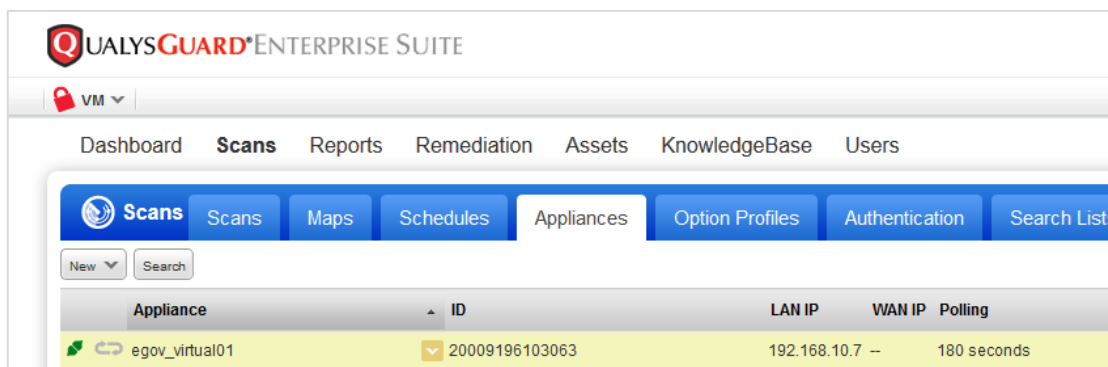 QUALYSGUARD® ENTERPRISE SUITE
VM
Dashboard Scans Reports Remediation Assets KnowledgeBase Users
Scans Scans Maps Schedules Appliances Option Profiles Authentication Search List
New Search
Appliance ID LAN IP WAN IP Polling
egov_virtual01 20009196103063 192.168.10.7 -- 180 seconds